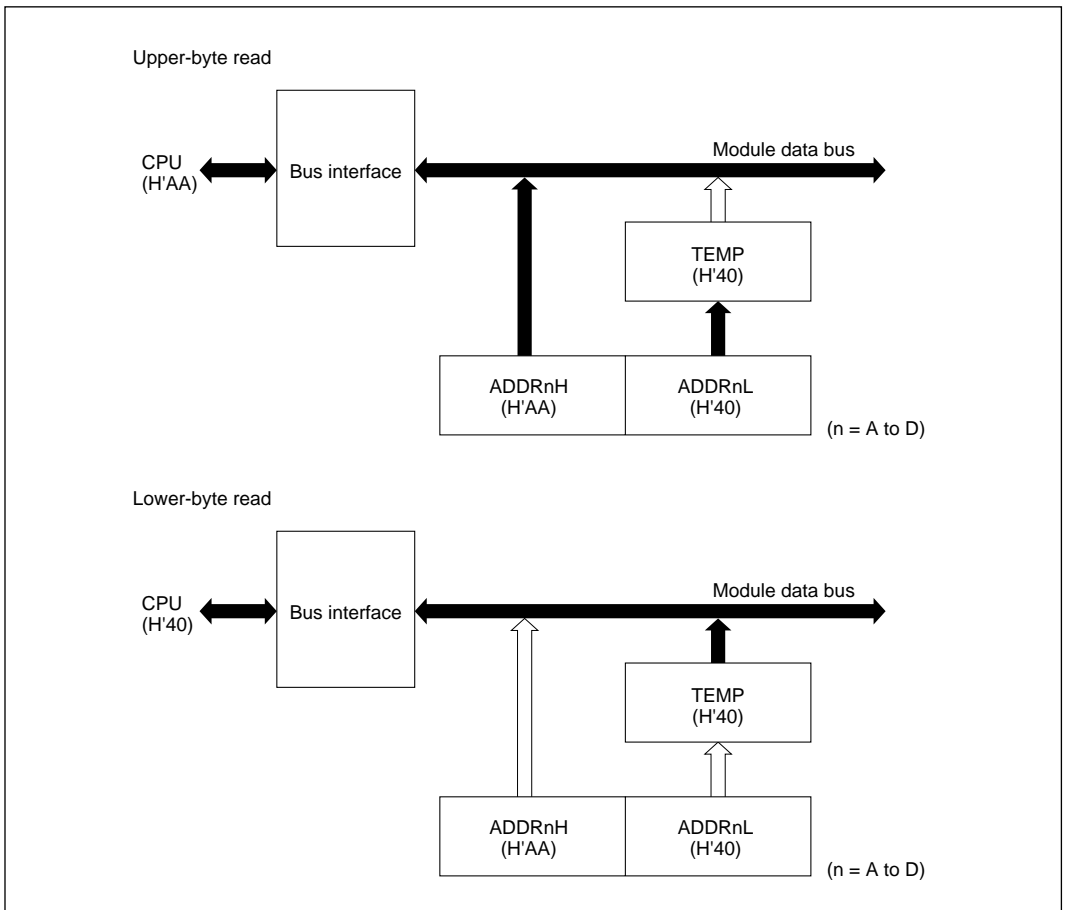 Upper-byte read
CPU
(H'AA)
Bus interface
Module data bus
TEMP
(H'40)
ADDRnH
(H'AA)
ADDRnL
(H'40)
(n = A to D)
Lower-byte read
CPU
(H'40)
Bus interface
Module data bus
TEMP
(H'40)
ADDRnH
(H'AA)
ADDRnL
(H'40)
(n = A to D)